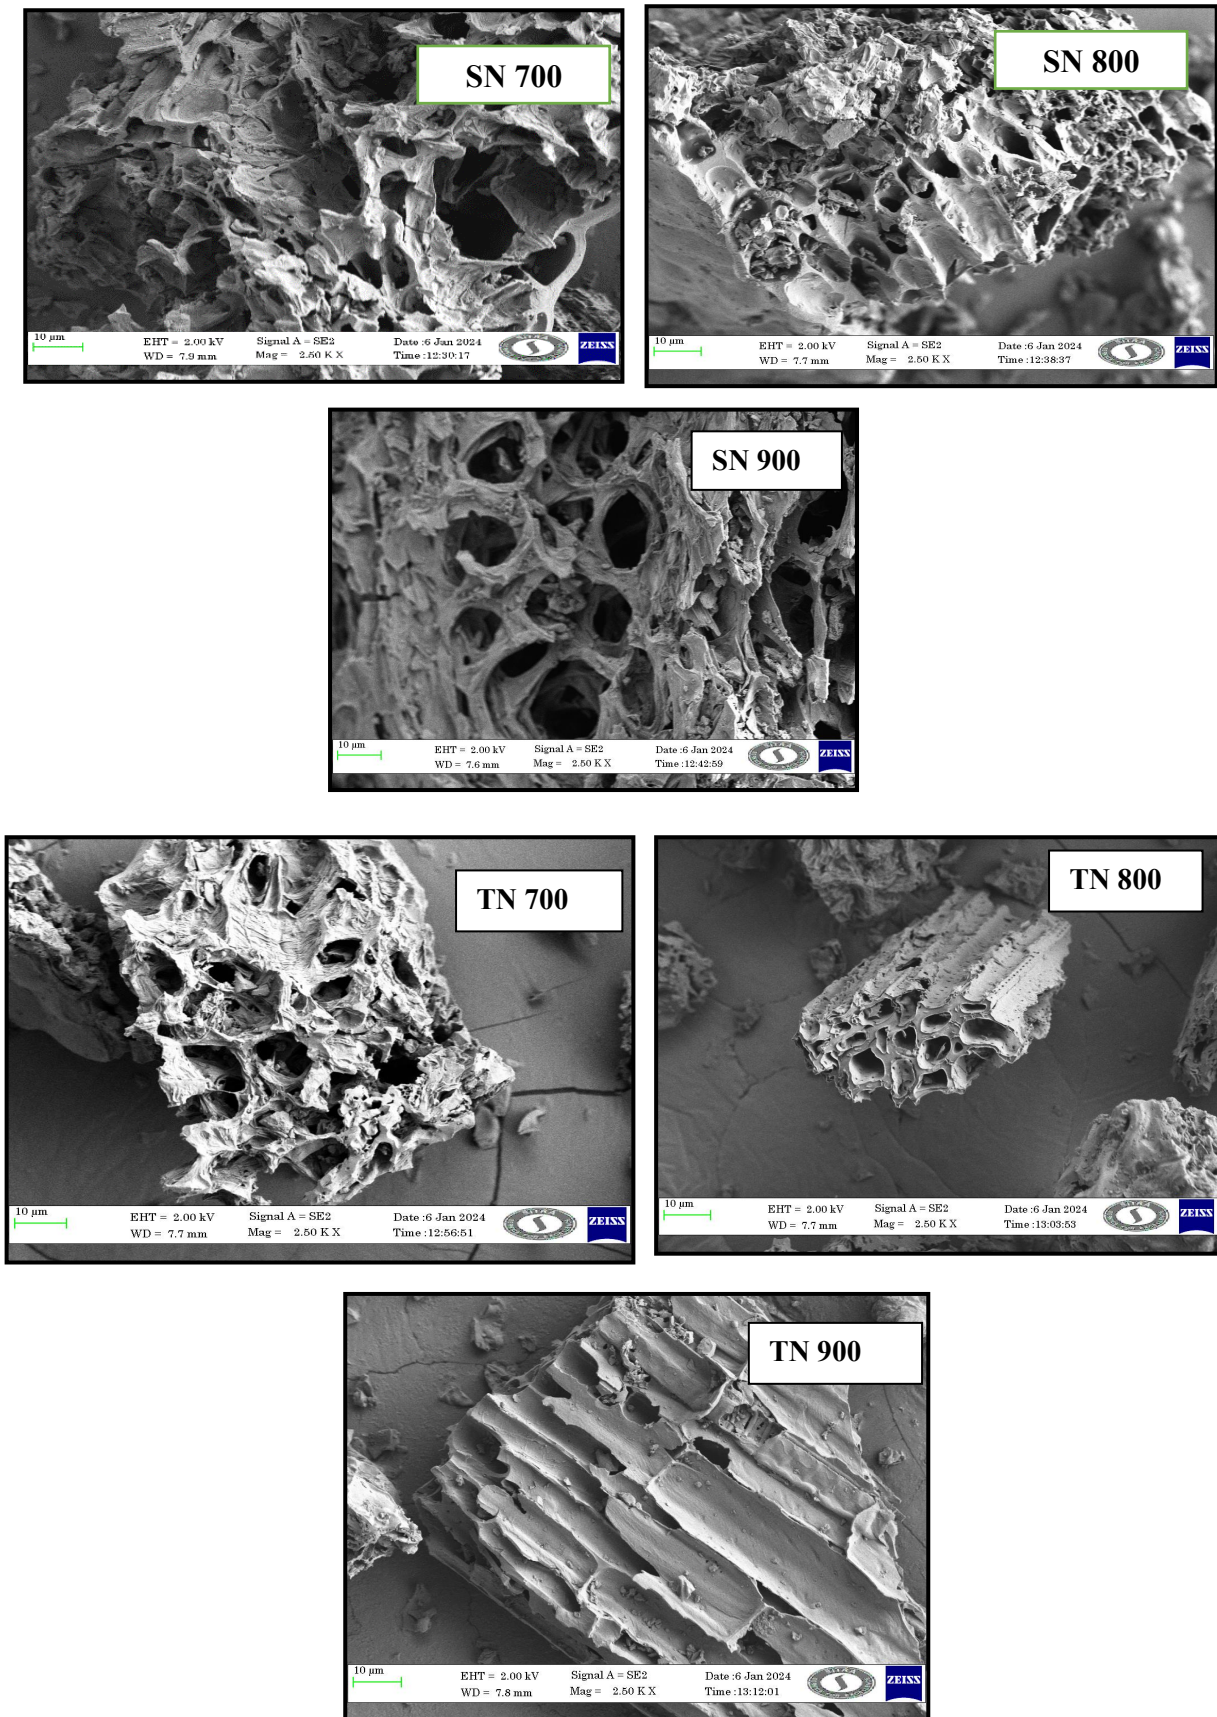 SN 700
10 µm
EHT = 2.00 kV Signal A = SE2 Date :6 Jan 2024
WD = 7.9 mm Mag = 2.50 K X Time :12:30:17
ZEISS
SN 800
10 µm
EHT = 2.00 kV Signal A = SE2 Date :6 Jan 2024
WD = 7.7 mm Mag = 2.50 K X Time :12:38:37
ZEISS
SN 900
10 µm
EHT = 2.00 kV Signal A = SE2 Date :6 Jan 2024
WD = 7.6 mm Mag = 2.50 K X Time :12:42:59
ZEISS
TN 700
10 µm
EHT = 2.00 kV Signal A = SE2 Date :6 Jan 2024
WD = 7.7 mm Mag = 2.50 K X Time :12:56:51
ZEISS
TN 800
10 µm
EHT = 2.00 kV Signal A = SE2 Date :6 Jan 2024
WD = 7.7 mm Mag = 2.50 K X Time :13:03:53
ZEISS
TN 900
10 µm
EHT = 2.00 kV Signal A = SE2 Date :6 Jan 2024
WD = 7.8 mm Mag = 2.50 K X Time :13:12:01
ZEISS